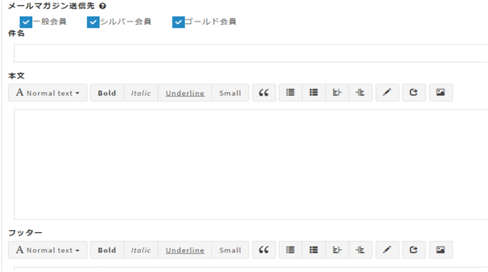 メールマガジン送信先
一般会員 シルバー会員 ゴールド会員
件名
本文
A Normal text Bold Italic Underline Small
フッター
A Normal text Bold Italic Underline Small